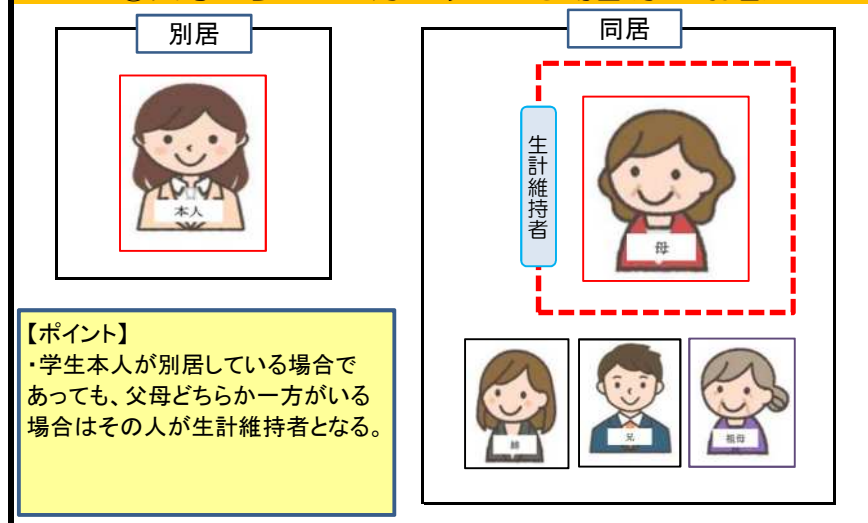 別居
同居
本人
生計維持者
母
姉
兄
祖母
【ポイント】
・学生本人が別居している場合で
あっても、父母どちらか一方がいる
場合はその人が生計維持者となる。